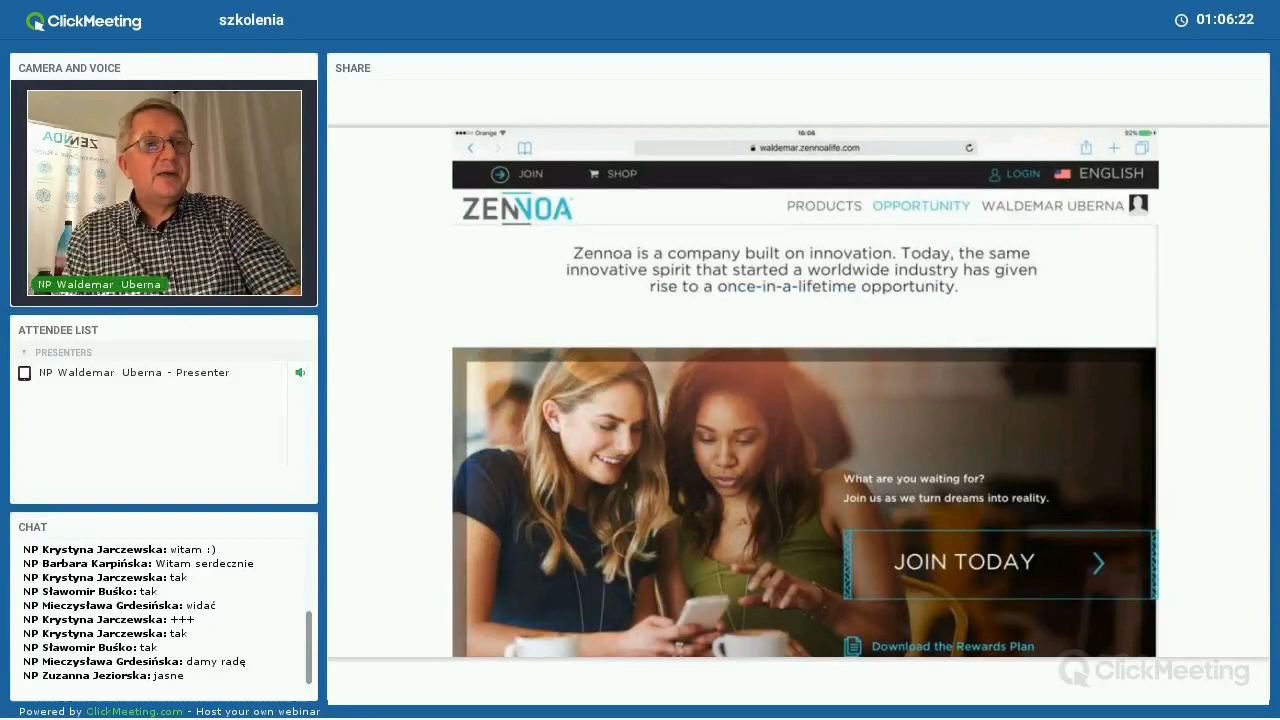 ClickMeeting
szkolenia
01:06:22
CAMERA AND VOICE
ZENNOA
NP Waldemar Uberna
ATTENDEE LIST
PRESENTERS
NP Waldemar Uberna - Presenter
CHAT
NP Krystyna Jarczewska: witam :)
NP Barbara Karpińska: Witam serdecznie
NP Krystyna Jarczewska: tak
NP Sławomir Buśko: tak
NP Mieczysława Grdesińska: widać
NP Krystyna Jarczewska: +++
NP Krystyna Jarczewska: tak
NP Sławomir Buśko: tak
NP Mieczysława Grdesińska: damy radę
NP Zuzanna Jeziorska: jasne
Powered by ClickMeeting.com - Host your own webinar
SHARE
Orange 16:06 92%
waldemar.zennoalife.com
JOIN SHOP LOGIN ENGLISH
ZENNOA PRODUCTS OPPORTUNITY WALDEMAR UBERNA
Zennoa is a company built on innovation. Today, the same
innovative spirit that started a worldwide industry has given
rise to a once-in-a-lifetime opportunity.
What are you waiting for?
Join us as we turn dreams into reality.
JOIN TODAY
Download the Rewards Plan
ClickMeeting